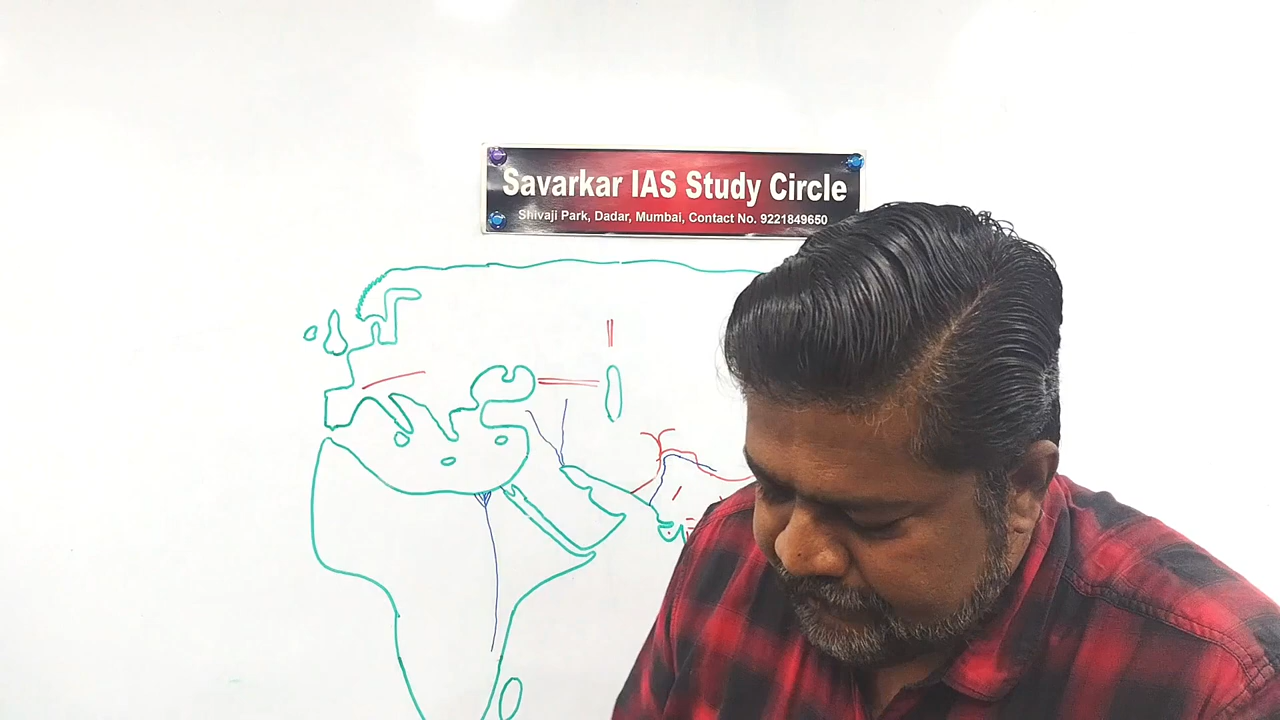 Savarkar IAS Study Circle
Shivaji Park, Dadar, Mumbai, Contact No. 9221849650